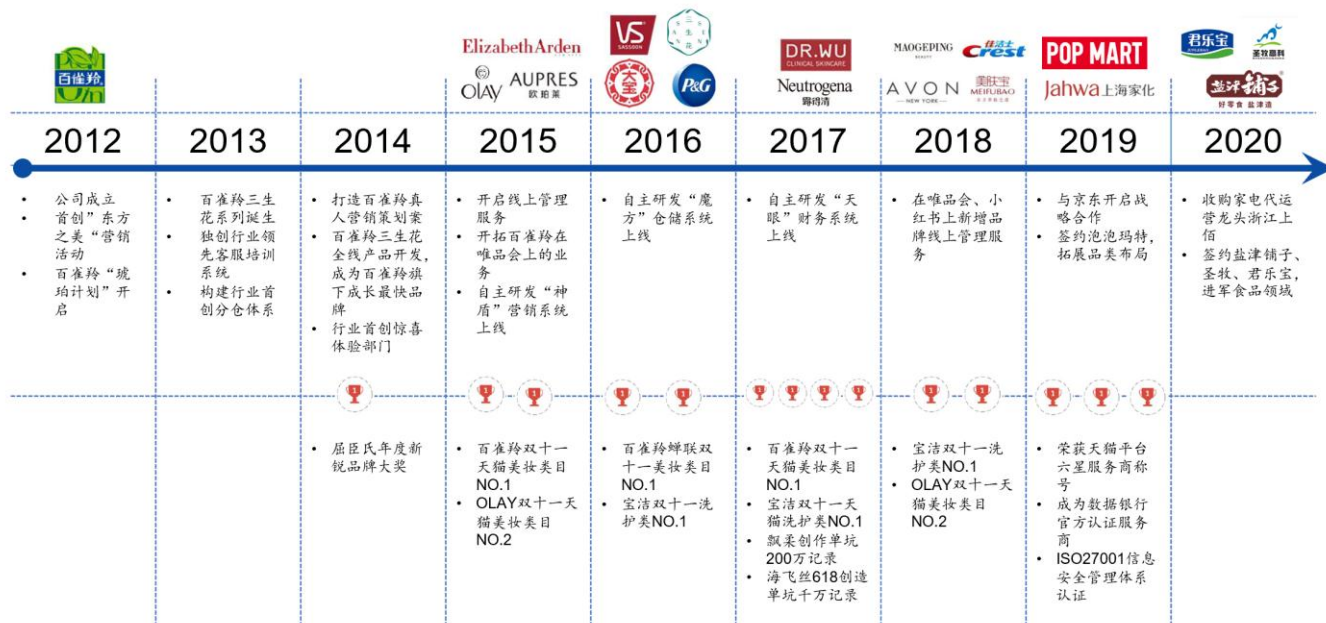 百雀羚
Elizabeth Arden
OLAY
AUPRES
欧珀莱
VS
SASSOON
三生花
大宝
P&G
DR.WU
CLINICAL SKINCARE
Neutrogena
露得清
MAOGEPING
BEAUTY
佳洁士
Crest
AVON
NEW YORK
美肤宝
MEIFUBAO
POP MART
Jahwa上海家化
君乐宝
圣牧高科
盐津铺子
好零食 盐津造
2012
2013
2014
2015
2016
2017
2018
2019
2020
• 公司成立
• 首创”东方
之美“营销
活动
• 百雀羚“琥
珀计划”开
启
• 百雀羚三生
花系列诞生
• 独创行业领
先客服培训
系统
• 构建行业首
创分仓体系
• 打造百雀羚真
人营销策划案
• 百雀羚三生花
全线产品开发，
成为百雀羚旗
下成长最快品
牌
• 行业首创惊喜
体验部门
• 开启线上管理
服务
• 开拓百雀羚在
唯品会上的业
务
• 自主研发“神
盾”营销系统
上线
• 自主研发“魔
方”仓储系统
上线
• 自主研发“天
眼”财务系统
上线
• 在唯品会、小
红书上新增品
牌线上管理服
务
• 与京东开启战
略合作
• 签约泡泡玛特，
拓展品类布局
• 收购家电代运
营龙头浙江上
佰
• 签约盐津铺子、
圣牧、君乐宝，
进军食品领域
• 屈臣氏年度新
锐品牌大奖
• 百雀羚双十一
天猫美妆类目
NO.1
• OLAY双十一天
猫美妆类目
NO.2
• 百雀羚蝉联双
十一美妆类目
NO.1
• 宝洁双十一洗
护类NO.1
• 百雀羚双十一
天猫美妆类目
NO.1
• 宝洁双十一天
猫洗护类NO.1
• 飘柔创作单坑
200万记录
• 海飞丝618创造
单坑千万记录
• 宝洁双十一洗
护类NO.1
• OLAY双十一天
猫美妆类目
NO.2
• 荣获天猫平台
六星服务商称
号
• 成为数据银行
官方认证服务
商
• ISO27001信息
安全管理体系
认证